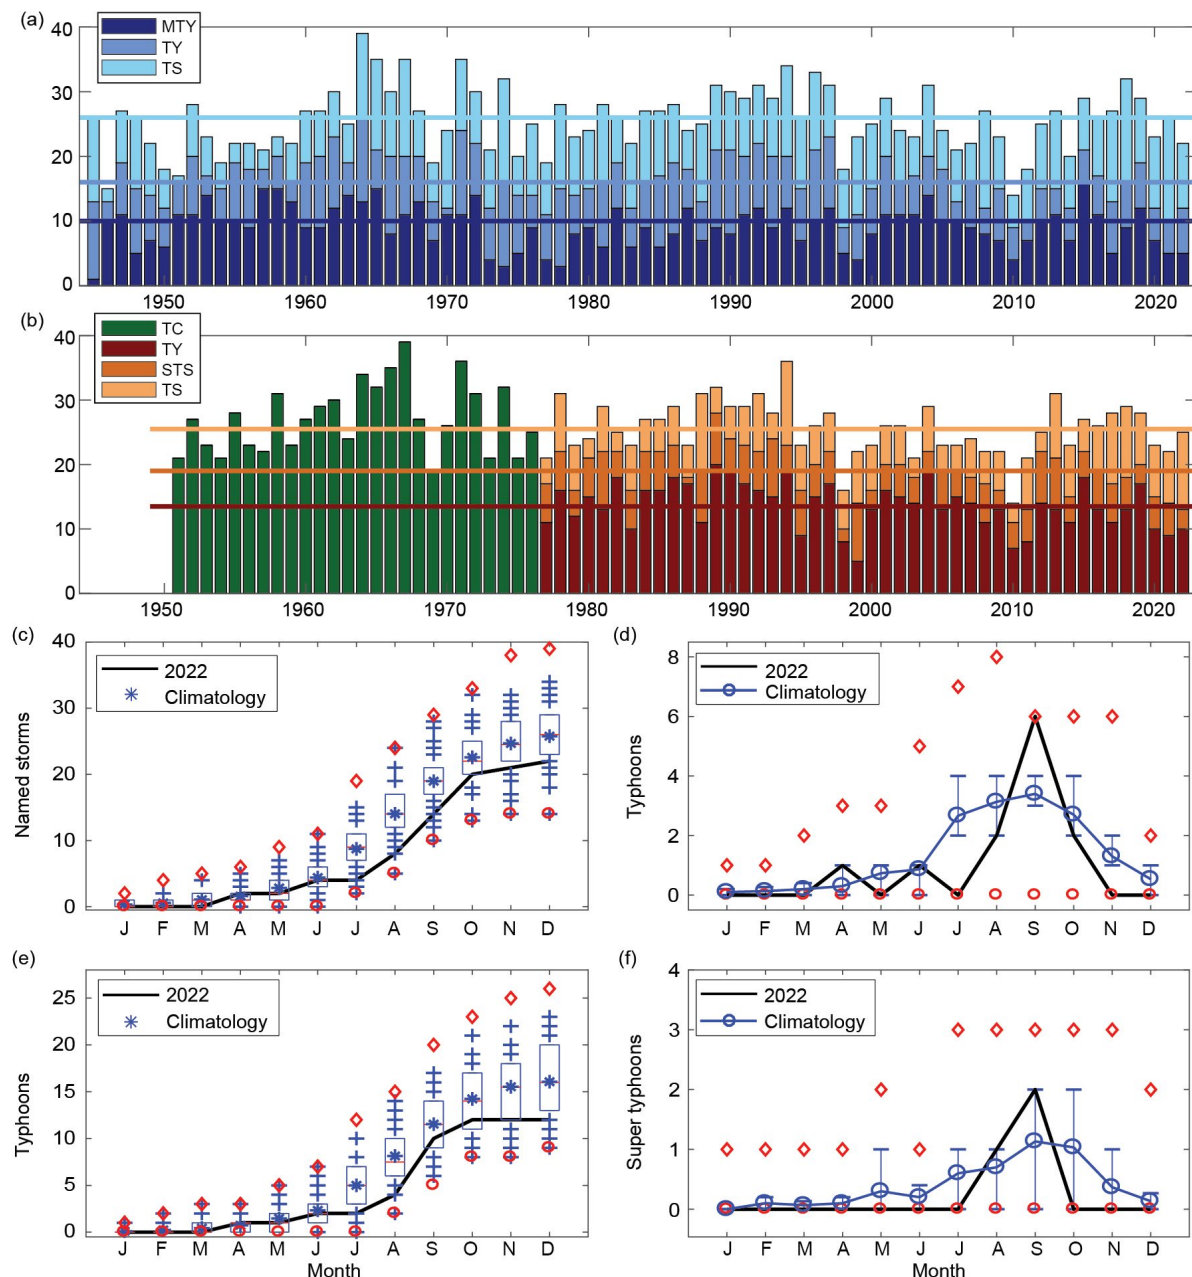 (a)
MTY
TY
TS
40
30
20
10
0
1950 1960 1970 1980 1990 2000 2010 2020
(b)
TC
TY
STS
TS
40
30
20
10
0
1950 1960 1970 1980 1990 2000 2010 2020
(c)
2022
Climatology
Named storms
40
30
20
10
0
J F M A M J J A S O N D
(d)
2022
Climatology
Typhoons
8
6
4
2
0
J F M A M J J A S O N D
(e)
2022
Climatology
Typhoons
25
20
15
10
5
0
J F M A M J J A S O N D
Month
(f)
2022
Climatology
Super typhoons
4
3
2
1
0
J F M A M J J A S O N D
Month